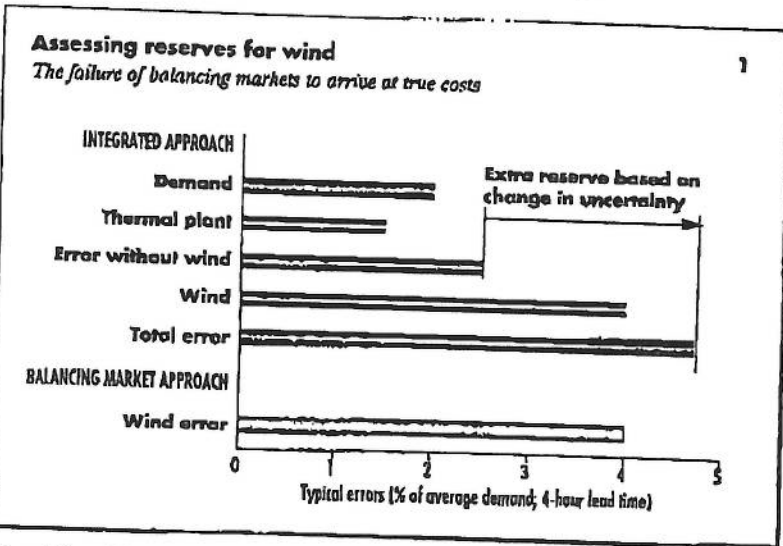 Assessing reserves for wind
1
The failure of balancing markets to arrive at true costs
INTEGRATED APPROACH
Demand
Thermal plant
Error without wind
Wind
Total error
Extra reserve based on
change in uncertainty
BALANCING MARKET APPROACH
Wind error
0 1 2 3 4 5
Typical errors (% of average demand; 4-hour lead time)